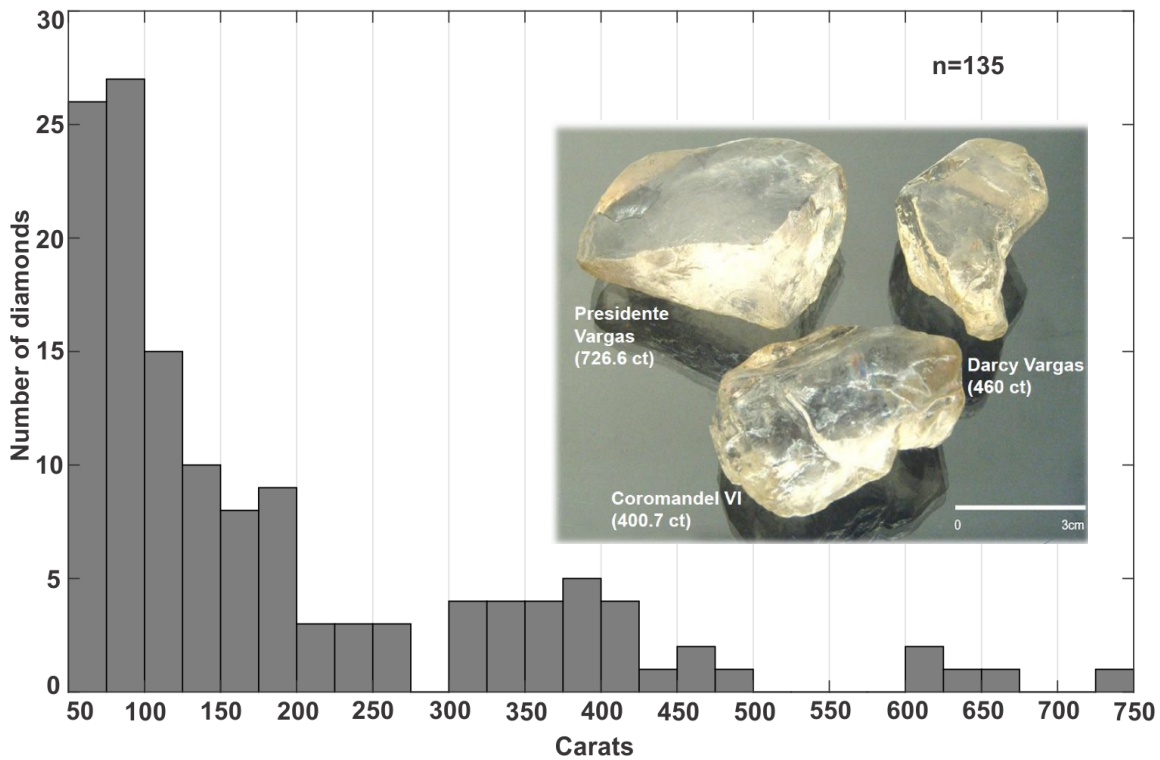 30
25
20
15
10
5
0
Number of diamonds
n=135
Presidente
Vargas
(726.6 ct)
Darcy Vargas
(460 ct)
Coromandel VI
(400.7 ct)
0 3cm
50 100 150 200 250 300 350 400 450 500 550 600 650 700 750
Carats